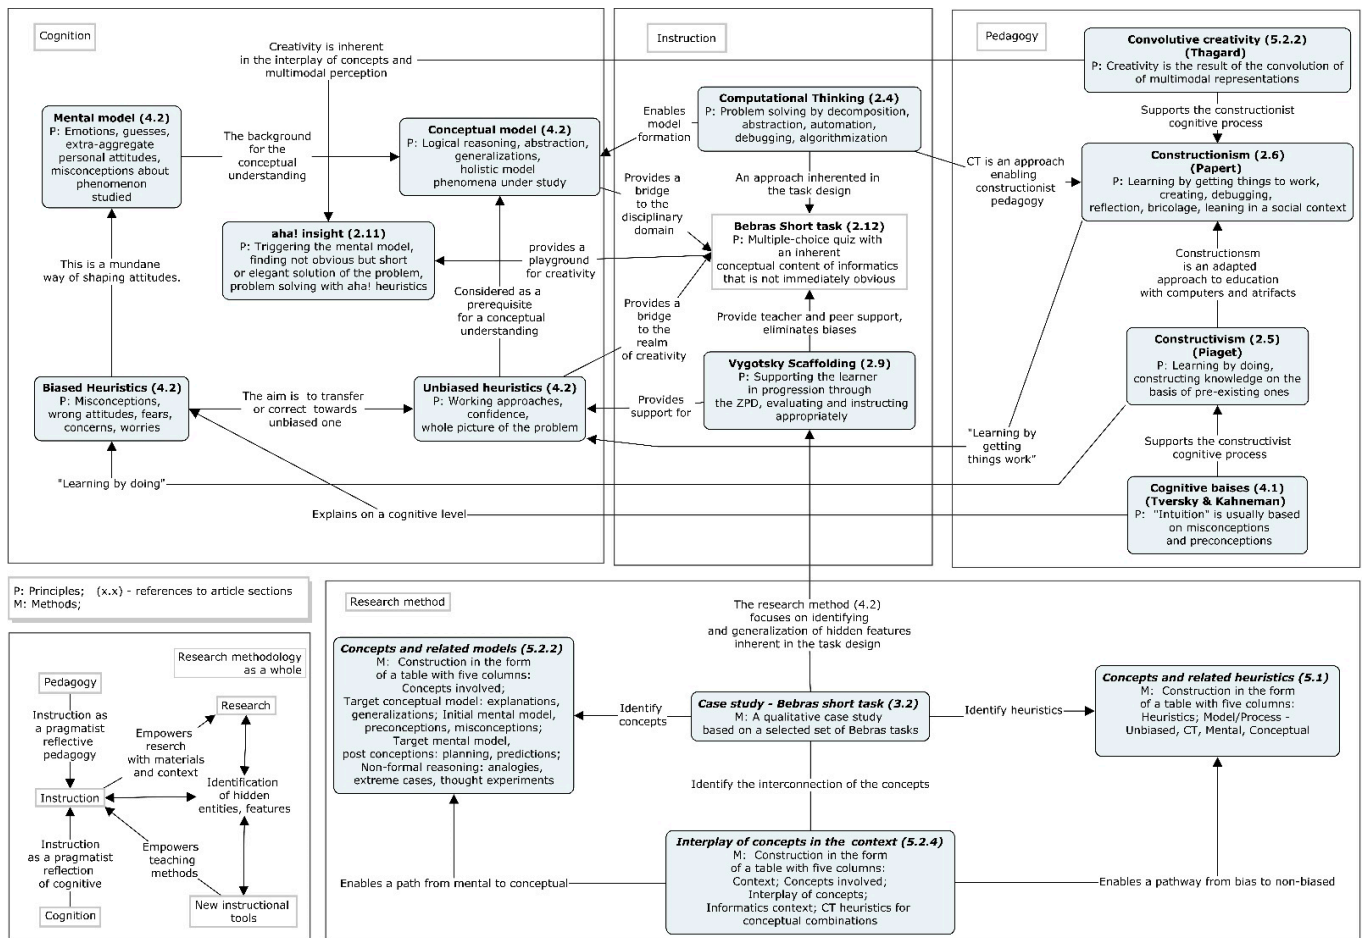 Cognition
Creativity is inherent
in the interplay of concepts and
multimodal perception
Mental model (4.2)
P: Emotions, guesses,
extra-aggregate
personal attitudes,
misconceptions about
phenomenon
studied
The background
for the
conceptual
understanding
Conceptual model (4.2)
P: Logical reasoning, abstraction,
generalizations,
holistic model
phenomena under study
aha! insight (2.11)
P: Triggering the mental model,
finding not obvious but short
or elegant solution of the problem,
problem solving with aha! heuristics
This is a mundane
way of shaping attitudes.
Considered as a
prerequisite
for a conceptual
understanding
Biased Heuristics (4.2)
P: Misconceptions,
wrong attitudes, fears,
concerns, worries
The aim is to transfer
or correct towards
unbiased one
Unbiased heuristics (4.2)
P: Working approaches,
confidence,
whole picture of the problem
"Learning by doing"
Explains on a cognitive level
Instruction
Enables
model
formation
Computational Thinking (2.4)
P: Problem solving by decomposition,
abstraction, automation,
debugging, algorithmization
Provides a
bridge
to the
disciplinary
domain
An approach inherented in
the task design
provides a
playground
for creativity
Bebras Short task (2.12)
P: Multiple-choice quiz with
an inherent
conceptual content of informatics
that is not immediately obvious
Provides a
bridge
to the
realm
of creativity
Provide teacher and peer support,
eliminates biases
Vygotsky Scaffolding (2.9)
P: Supporting the learner
in progression through
the ZPD, evaluating and instructing
appropriately
Provides
support for
Pedagogy
Convolutive creativity (5.2.2)
(Thagard)
P: Creativity is the result of the convolution of
of multimodal representations
Supports the constructionist
cognitive process
CT is an approach
enabling
constructionist
pedagogy
Constructionism (2.6)
(Papert)
P: Learning by getting things to work,
creating, debugging,
reflection, bricolage, leaning in a social context
Constructionsm
is an adapted
approach to education
with computers and atrifacts
Constructivism (2.5)
(Piaget)
P: Learning by doing,
constructing knowledge on the
basis of pre-existing ones
"Learning by
getting
things work"
Supports the constructivist
cognitive process
Cognitive baises (4.1)
(Tversky & Kahneman)
P: "Intuition" is usually based
on misconceptions
and preconceptions
P: Principles; (x.x) - references to article sections
M: Methods;
Research methodology
as a whole
Pedagogy
Instruction as
a pragmatist
reflective
pedagogy
Research
Empowers
reserch
with materials
and context
Instruction
Identification
of hidden
entities, features
Instruction
as a pragmatist
reflection
of cognitive
Empowers
teaching
methods
Cognition
New instructional
tools
Research method
The research method (4.2)
focuses on identifying
and generalization of hidden features
inherent in the task design
Concepts and related models (5.2.2)
M: Construction in the form
of a table with five columns:
Concepts involved;
Target conceptual model: explanations,
generalizations; Initial mental model,
preconceptions, misconceptions;
Target mental model,
post conceptions: planning, predictions;
Non-formal reasoning: analogies,
extreme cases, thought experiments
Identify
concepts
Case study - Bebras short task (3.2)
M: A qualitative case study
based on a selected set of Bebras tasks
Identify heuristics
Concepts and related heuristics (5.1)
M: Construction in the form
of a table with five columns:
Heuristics; Model/Process -
Unbiased, CT, Mental, Conceptual
Identify the interconnection of the concepts
Interplay of concepts in the context (5.2.4)
M: Construction in the form
of a table with five columns:
Context; Concepts involved;
Interplay of concepts;
Informatics context; CT heuristics for
conceptual combinations
Enables a path from mental to conceptual
Enables a pathway from bias to non-biased